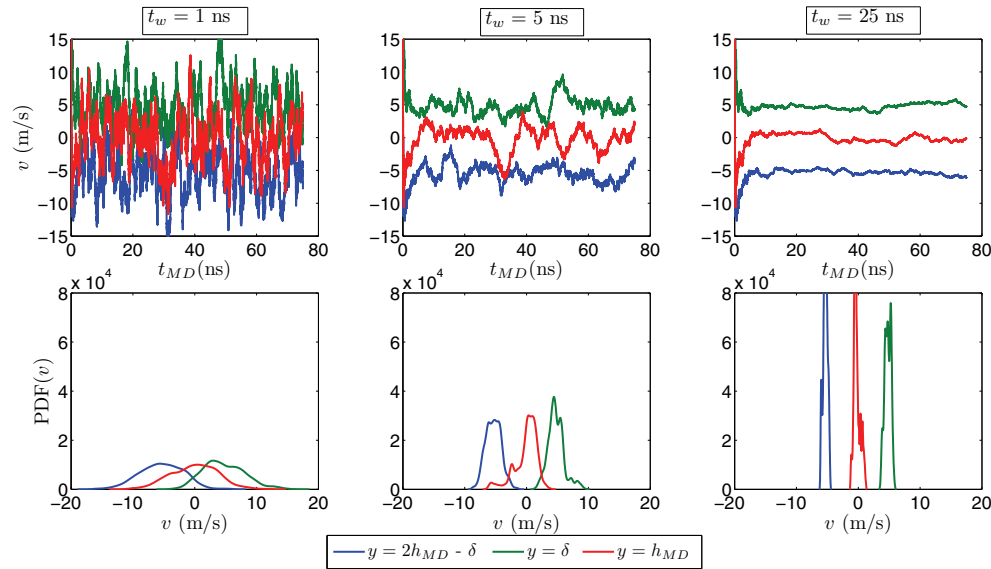 t_w = 1 ns
t_w = 5 ns
t_w = 25 ns
15
10
5
0
−5
−10
−15
v (m/s)
0 20 40 60 80
t_MD(ns)
15
10
5
0
−5
−10
−15
0 20 40 60 80
t_MD(ns)
15
10
5
0
−5
−10
−15
0 20 40 60 80
t_MD(ns)
x 10^4
8
6
4
2
0
PDF(v)
−20 −10 0 10 20
v (m/s)
x 10^4
8
6
4
2
0
−20 −10 0 10 20
v (m/s)
x 10^4
8
6
4
2
0
−20 −10 0 10 20
v (m/s)
y = 2h_MD - δ y = δ y = h_MD